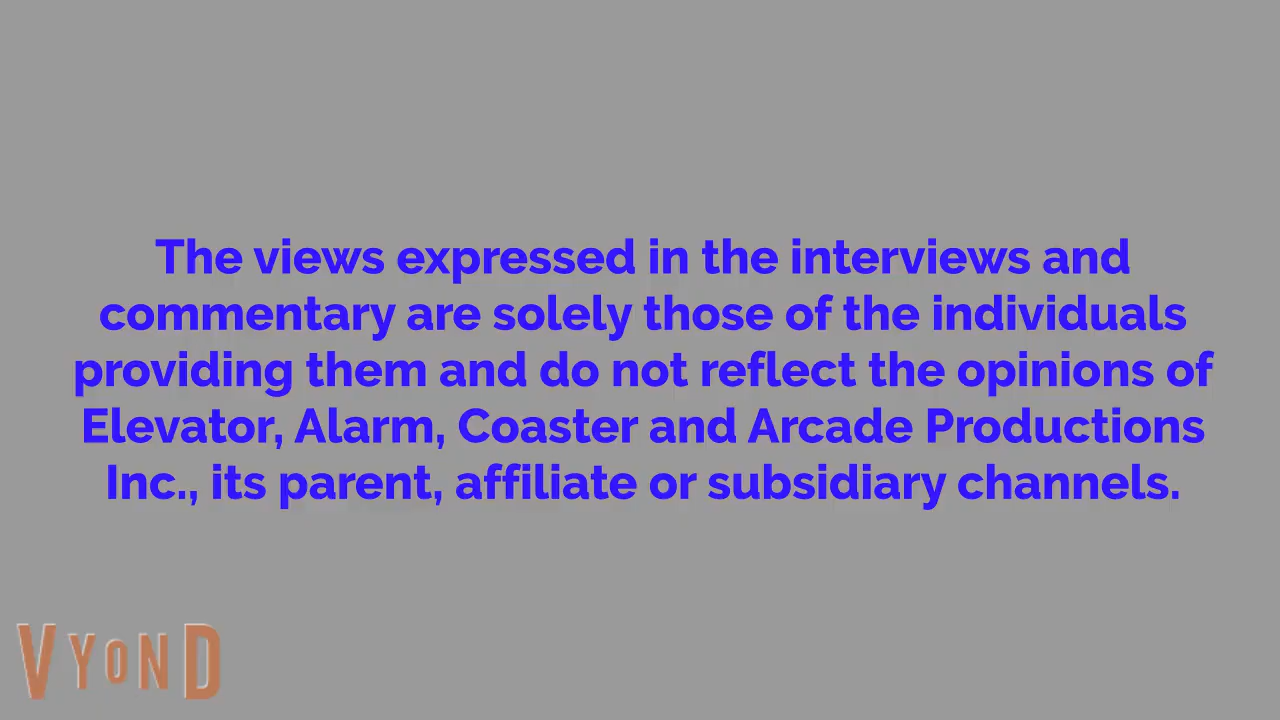 The views expressed in the interviews and
commentary are solely those of the individuals
providing them and do not reflect the opinions of
Elevator, Alarm, Coaster and Arcade Productions
Inc., its parent, affiliate or subsidiary channels.
VYOND